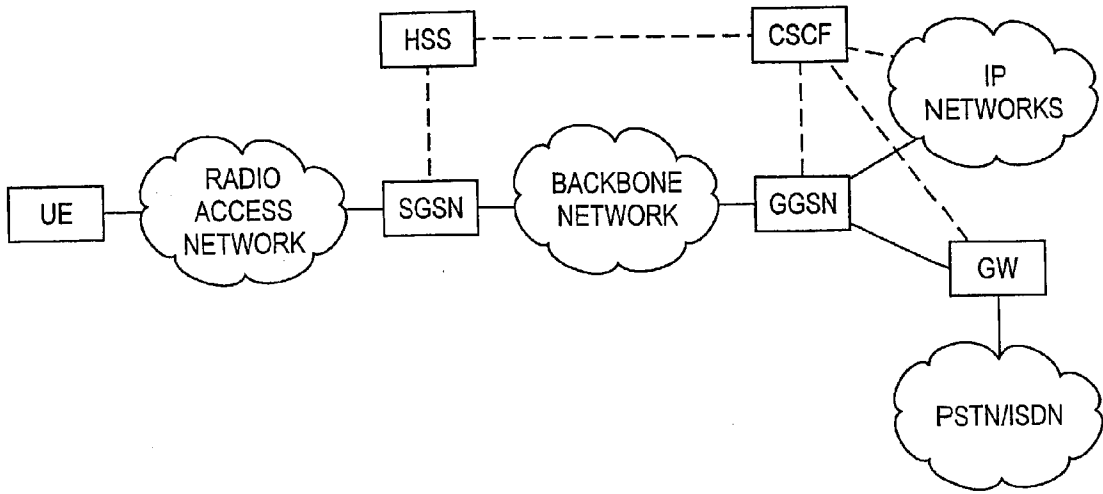 HSS
CSCF
IP
NETWORKS
UE
RADIO
ACCESS
NETWORK
SGSN
BACKBONE
NETWORK
GGSN
GW
PSTN/ISDN